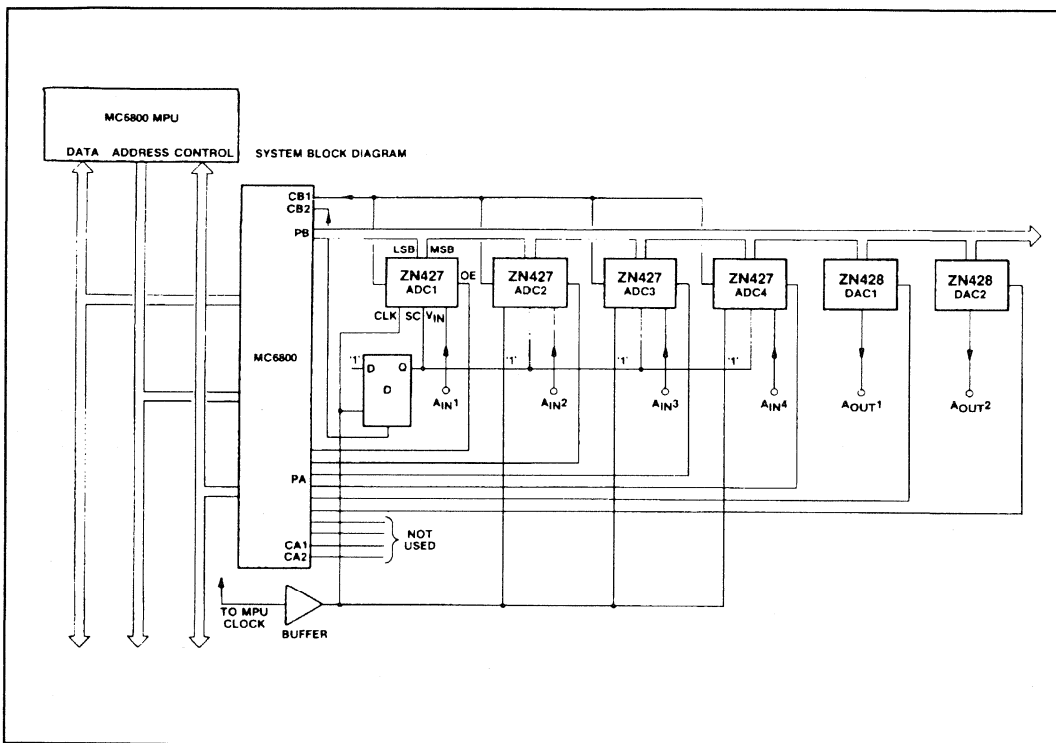 MC6800 MPU
DATA ADDRESS CONTROL
SYSTEM BLOCK DIAGRAM
CB1
CB2
PB
LSB MSB
ZN427
ADC1
OE
ZN427
ADC2
ZN427
ADC3
ZN427
ADC4
ZN428
DAC1
ZN428
DAC2
CLK SC VIN
MC6800
'1'
D Q
D
'1'
'1'
'1'
AIN1
AIN2
AIN3
AIN4
AOUT1
AOUT2
PA
CA1
CA2
NOT
USED
TO MPU
CLOCK
BUFFER